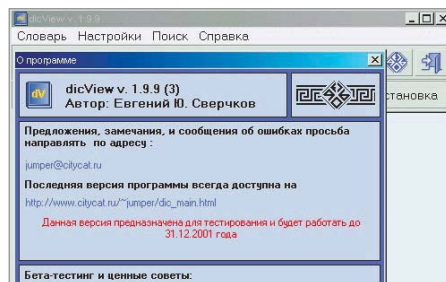 dicView v. 1.9.9
Словарь Настройки Поиск Справка
О программе
dV
dicView v. 1.9.9 (3)
Автор: Евгений Ю. Сверчков
становка
Предложения, замечания, и сообщения об ошибках просьба
направлять по адресу :
jumper@citycat.ru
Последняя версия программы всегда доступна на
http://www.citycat.ru/~jumper/dic_main.html
Данная версия предназначена для тестирования и будет работать до
31.12.2001 года
Бета-тестинг и ценные советы: